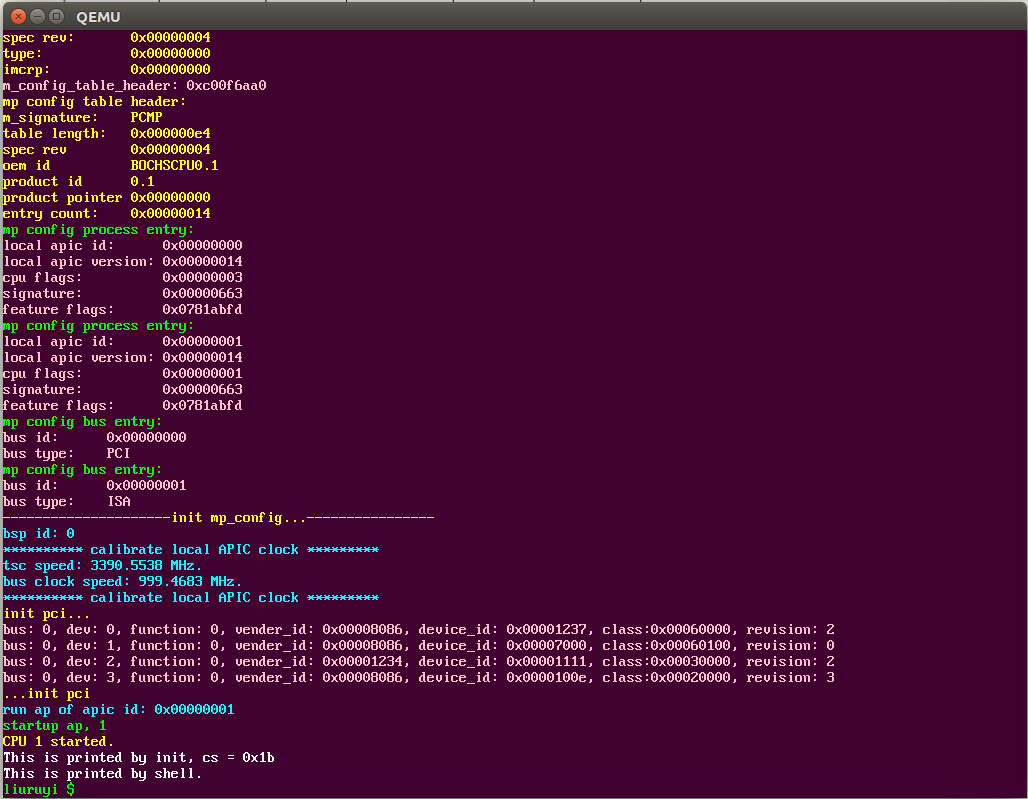 QEMU
spec rev:       0x00000004
type:           0x00000000
imcrp:          0x00000000
m_config_table_header: 0xc00f6aa0
mp config table header:
m_signature:    PCMP
table length:   0x000000e4
spec rev        0x00000004
oem id          BOCHSCPU0.1
product id      0.1
product pointer 0x00000000
entry count:    0x00000014
mp config process entry:
local apic id:      0x00000000
local apic version: 0x00000014
cpu flags:          0x00000003
signature:          0x00000663
feature flags:      0x0781abfd
mp config process entry:
local apic id:      0x00000001
local apic version: 0x00000014
cpu flags:          0x00000001
signature:          0x00000663
feature flags:      0x0781abfd
mp config bus entry:
bus id:      0x00000000
bus type:    PCI
mp config bus entry:
bus id:      0x00000001
bus type:    ISA
---------------------init mp_config...----------------
bsp id: 0
********** calibrate local APIC clock *********
tsc speed: 3390.5538 MHz.
bus clock speed: 999.4683 MHz.
********** calibrate local APIC clock *********
init pci...
bus: 0, dev: 0, function: 0, vender_id: 0x00008086, device_id: 0x00001237, class:0x00060000, revision: 2
bus: 0, dev: 1, function: 0, vender_id: 0x00008086, device_id: 0x00007000, class:0x00060100, revision: 0
bus: 0, dev: 2, function: 0, vender_id: 0x00001234, device_id: 0x00001111, class:0x00030000, revision: 2
bus: 0, dev: 3, function: 0, vender_id: 0x00008086, device_id: 0x0000100e, class:0x00020000, revision: 3
...init pci
run ap of apic id: 0x00000001
startup ap, 1
CPU 1 started.
This is printed by init, cs = 0x1b
This is printed by shell.
liuruyi $